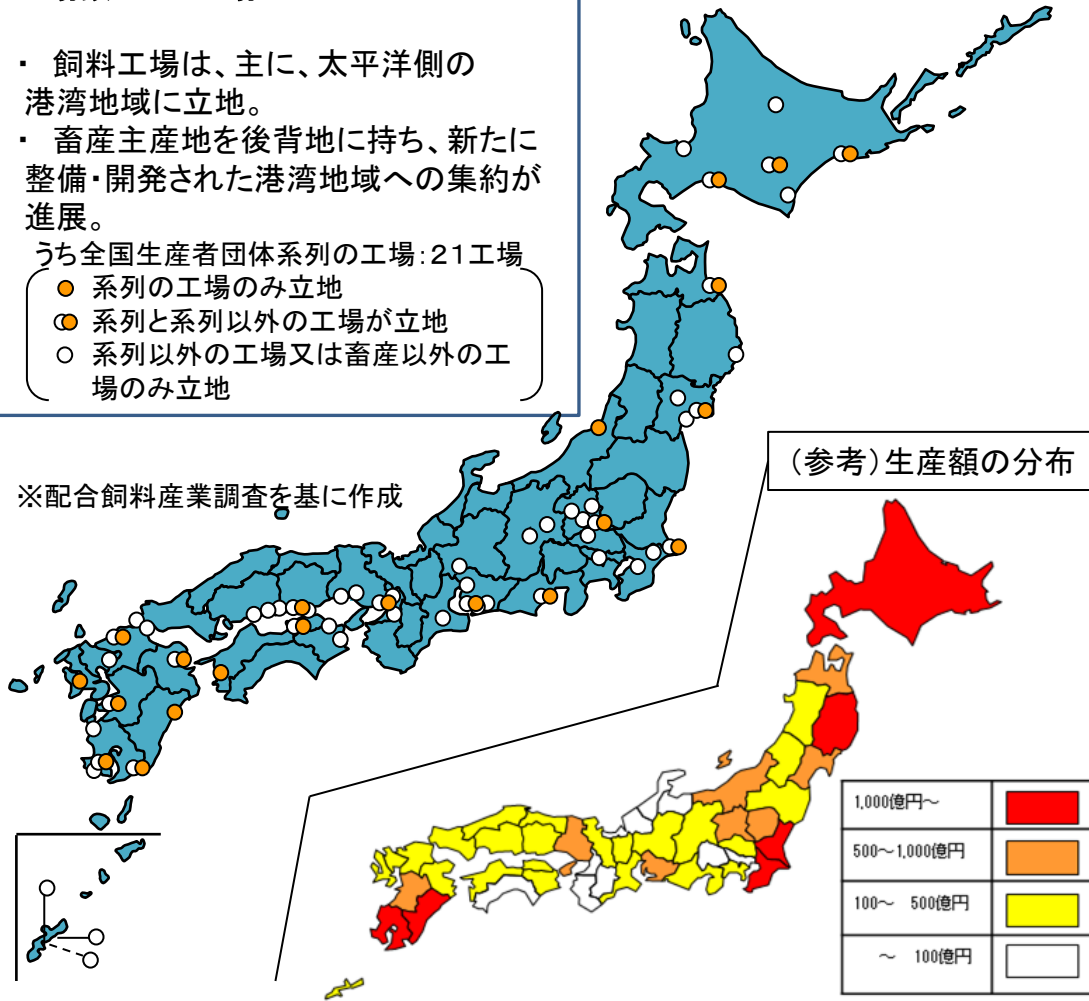 ・ 飼料工場は、主に、太平洋側の
港湾地域に立地。
・ 畜産主産地を後背地に持ち、新たに
整備・開発された港湾地域への集約が
進展。
うち全国生産者団体系列の工場:21工場
系列の工場のみ立地
系列と系列以外の工場が立地
系列以外の工場又は畜産以外の工
場のみ立地
※配合飼料産業調査を基に作成
(参考)生産額の分布
1,000億円～
500～1,000億円
100～ 500億円
～ 100億円